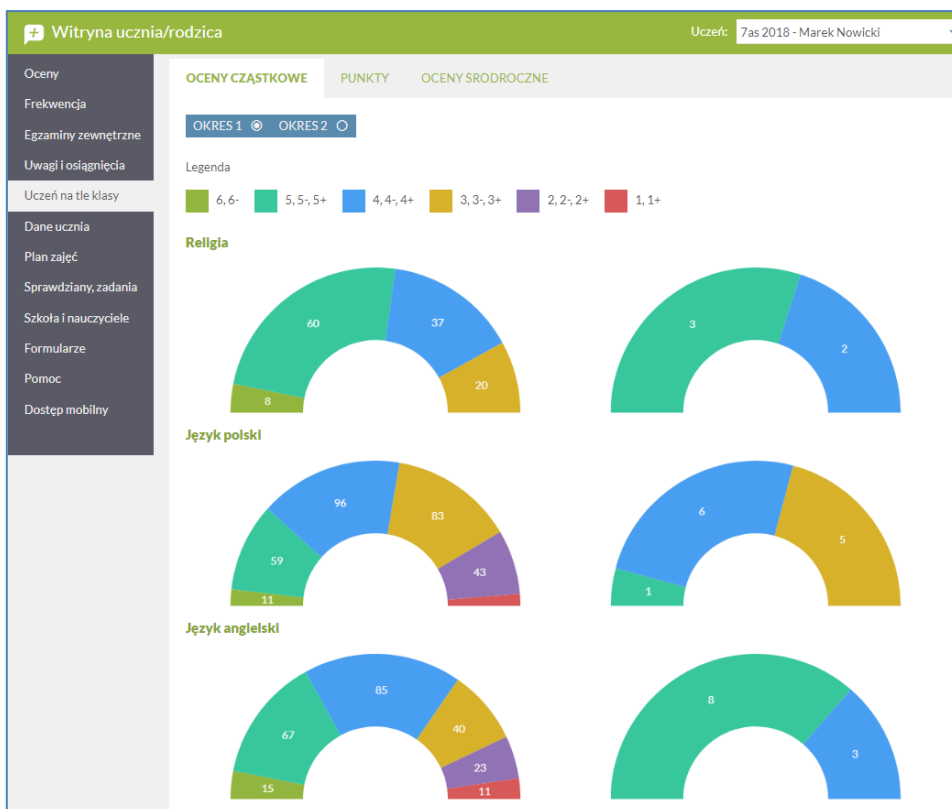 Witryna ucznia/rodzica
Uczeń: 7as 2018 - Marek Nowicki
Oceny
Frekwencja
Egzaminy zewnętrzne
Uwagi i osiągnięcia
Uczeń na tle klasy
Dane ucznia
Plan zajęć
Sprawdziany, zadania
Szkoła i nauczyciele
Formularze
Pomoc
Dostęp mobilny
OCENY CZĄSTKOWE PUNKTY OCENY SRODROCZNE
OKRES 1 OKRES 2
Legenda
6, 6- 5, 5-, 5+ 4, 4-, 4+ 3, 3-, 3+ 2, 2-, 2+ 1, 1+
Religia
8 60 37 20
3 2
Język polski
11 59 96 83 43
1 6 5
Język angielski
15 67 85 40 23 11
8 3